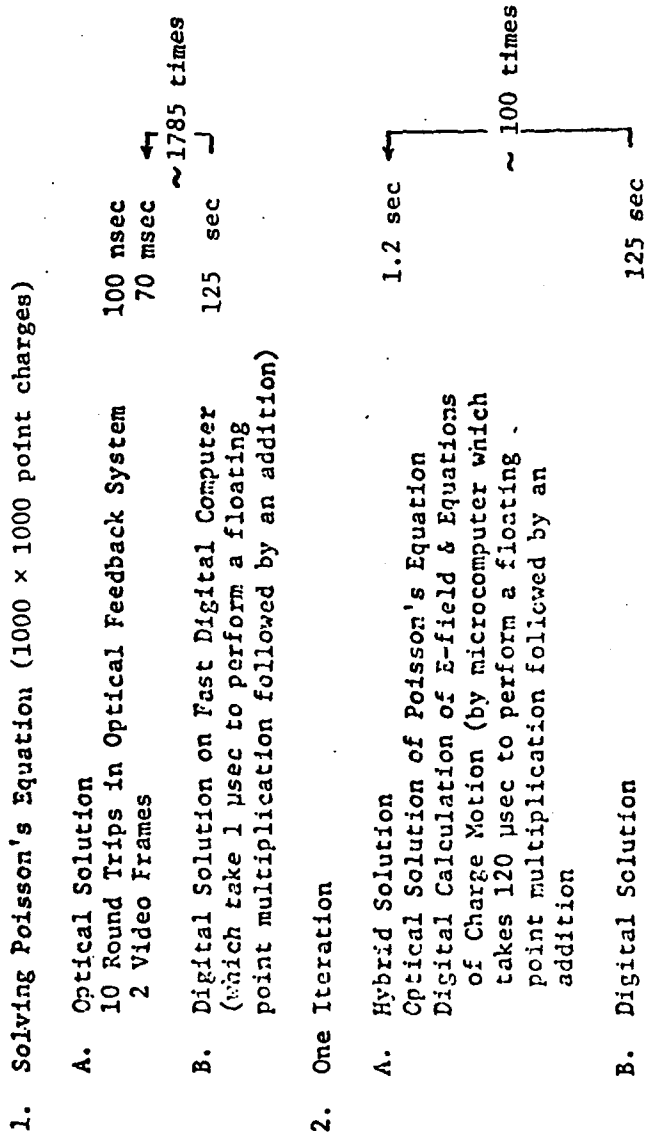 1. Solving Poisson's Equation (1000 × 1000 point charges)
A. Optical Solution
10 Round Trips in Optical Feedback System 100 nsec
2 Video Frames 70 msec
~1785 times
B. Digital Solution on Fast Digital Computer 125 sec
(which take 1 μsec to perform a floating
point multiplication followed by an addition)
2. One Iteration
A. Hybrid Solution
Optical Solution of Poisson's Equation 1.2 sec
Digital Calculation of E-field & Equations
of Charge Motion (by microcomputer which
takes 120 μsec to perform a floating
point multiplication followed by an
addition
~ 100 times
B. Digital Solution 125 sec